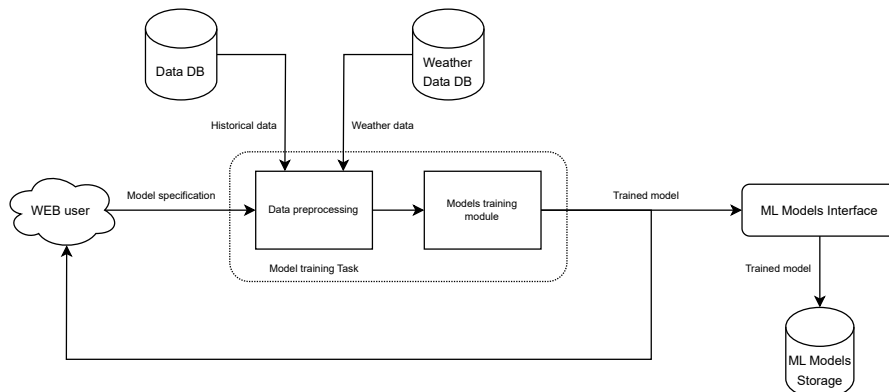 Data DB
Weather
Data DB
Historical data
Weather data
WEB user
Model specification
Data preprocessing
Models training
module
Trained model
ML Models Interface
Model training Task
Trained model
ML Models
Storage